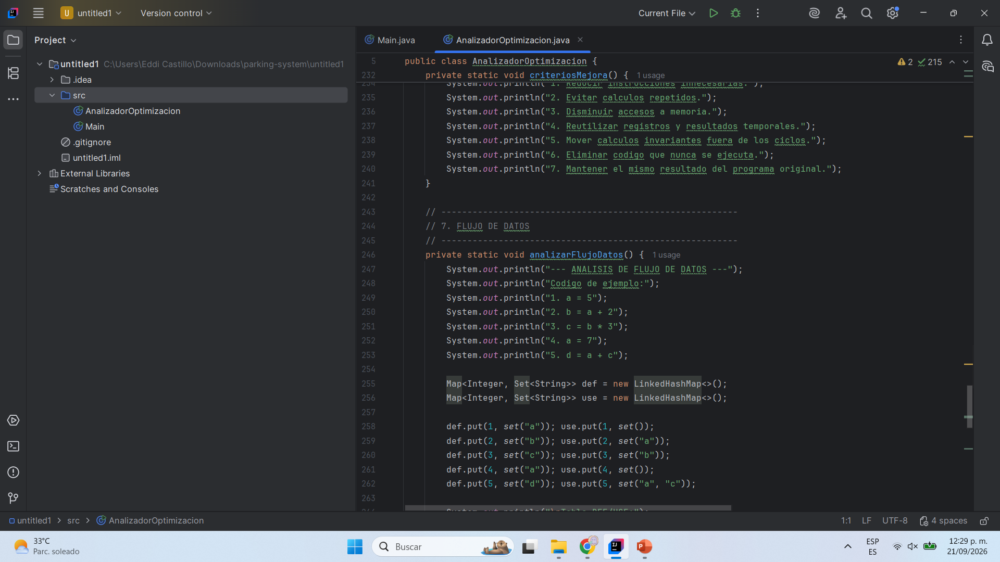 U untitled1 Version control Current File
Project
untitled1 C:\Users\Eddi Castillo\Downloads\parking-system\untitled1
.idea
src
AnalizadorOptimizacion
Main
.gitignore
untitled1.iml
External Libraries
Scratches and Consoles
Main.java AnalizadorOptimizacion.java
2 215
5 public class AnalizadorOptimizacion {
232 private static void criteriosMejora() { 1 usage
234 System.out.println("1. Reducir instrucciones innecesarias.");
235 System.out.println("2. Evitar calculos repetidos.");
236 System.out.println("3. Disminuir accesos a memoria.");
237 System.out.println("4. Reutilizar registros y resultados temporales.");
238 System.out.println("5. Mover calculos invariantes fuera de los ciclos.");
239 System.out.println("6. Eliminar codigo que nunca se ejecuta.");
240 System.out.println("7. Mantener el mismo resultado del programa original.");
241 }
242
243 // ---------------------------------------------------------
244 // 7. FLUJO DE DATOS
245 // ---------------------------------------------------------
246 private static void analizarFlujoDatos() { 1 usage
247 System.out.println("--- ANALISIS DE FLUJO DE DATOS ---");
248 System.out.println("Codigo de ejemplo:");
249 System.out.println("1. a = 5");
250 System.out.println("2. b = a + 2");
251 System.out.println("3. c = b * 3");
252 System.out.println("4. a = 7");
253 System.out.println("5. d = a + c");
254
255 Map<Integer, Set<String>> def = new LinkedHashMap<>();
256 Map<Integer, Set<String>> use = new LinkedHashMap<>();
257
258 def.put(1, set("a")); use.put(1, set());
259 def.put(2, set("b")); use.put(2, set("a"));
260 def.put(3, set("c")); use.put(3, set("b"));
261 def.put(4, set("a")); use.put(4, set());
262 def.put(5, set("d")); use.put(5, set("a", "c"));
263
264 System.out.println("\nTabla DEF/USE:");
untitled1 > src > AnalizadorOptimizacion 1:1 LF UTF-8 4 spaces
33°C
Parc. soleado
Buscar
ESP
ES
12:29 p. m.
21/09/2026